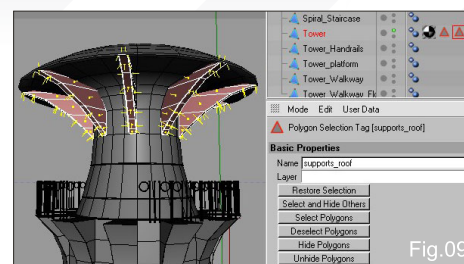 Spiral_Staircase
Tower
Tower_Handrails
Tower_platform
Tower_Walkway
Tower_Walkway_Fl
Mode Edit User Data
Polygon Selection Tag [supports_roof]
Basic Properties
Name supports_roof
Layer
Restore Selection
Select and Hide Others
Select Polygons
Deselect Polygons
Hide Polygons
Unhide Polygons
Fig.09